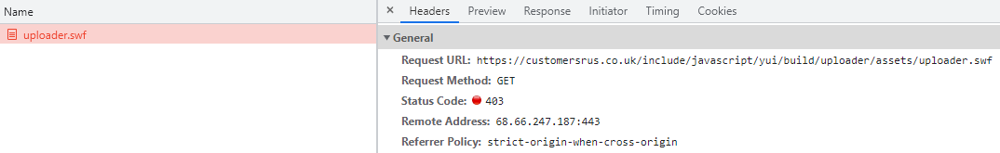 Name
uploader.swf
× Headers Preview Response Initiator Timing Cookies
▼ General
Request URL: https://customersrus.co.uk/include/javascript/yui/build/uploader/assets/uploader.swf
Request Method: GET
Status Code: 403
Remote Address: 68.66.247.187:443
Referrer Policy: strict-origin-when-cross-origin